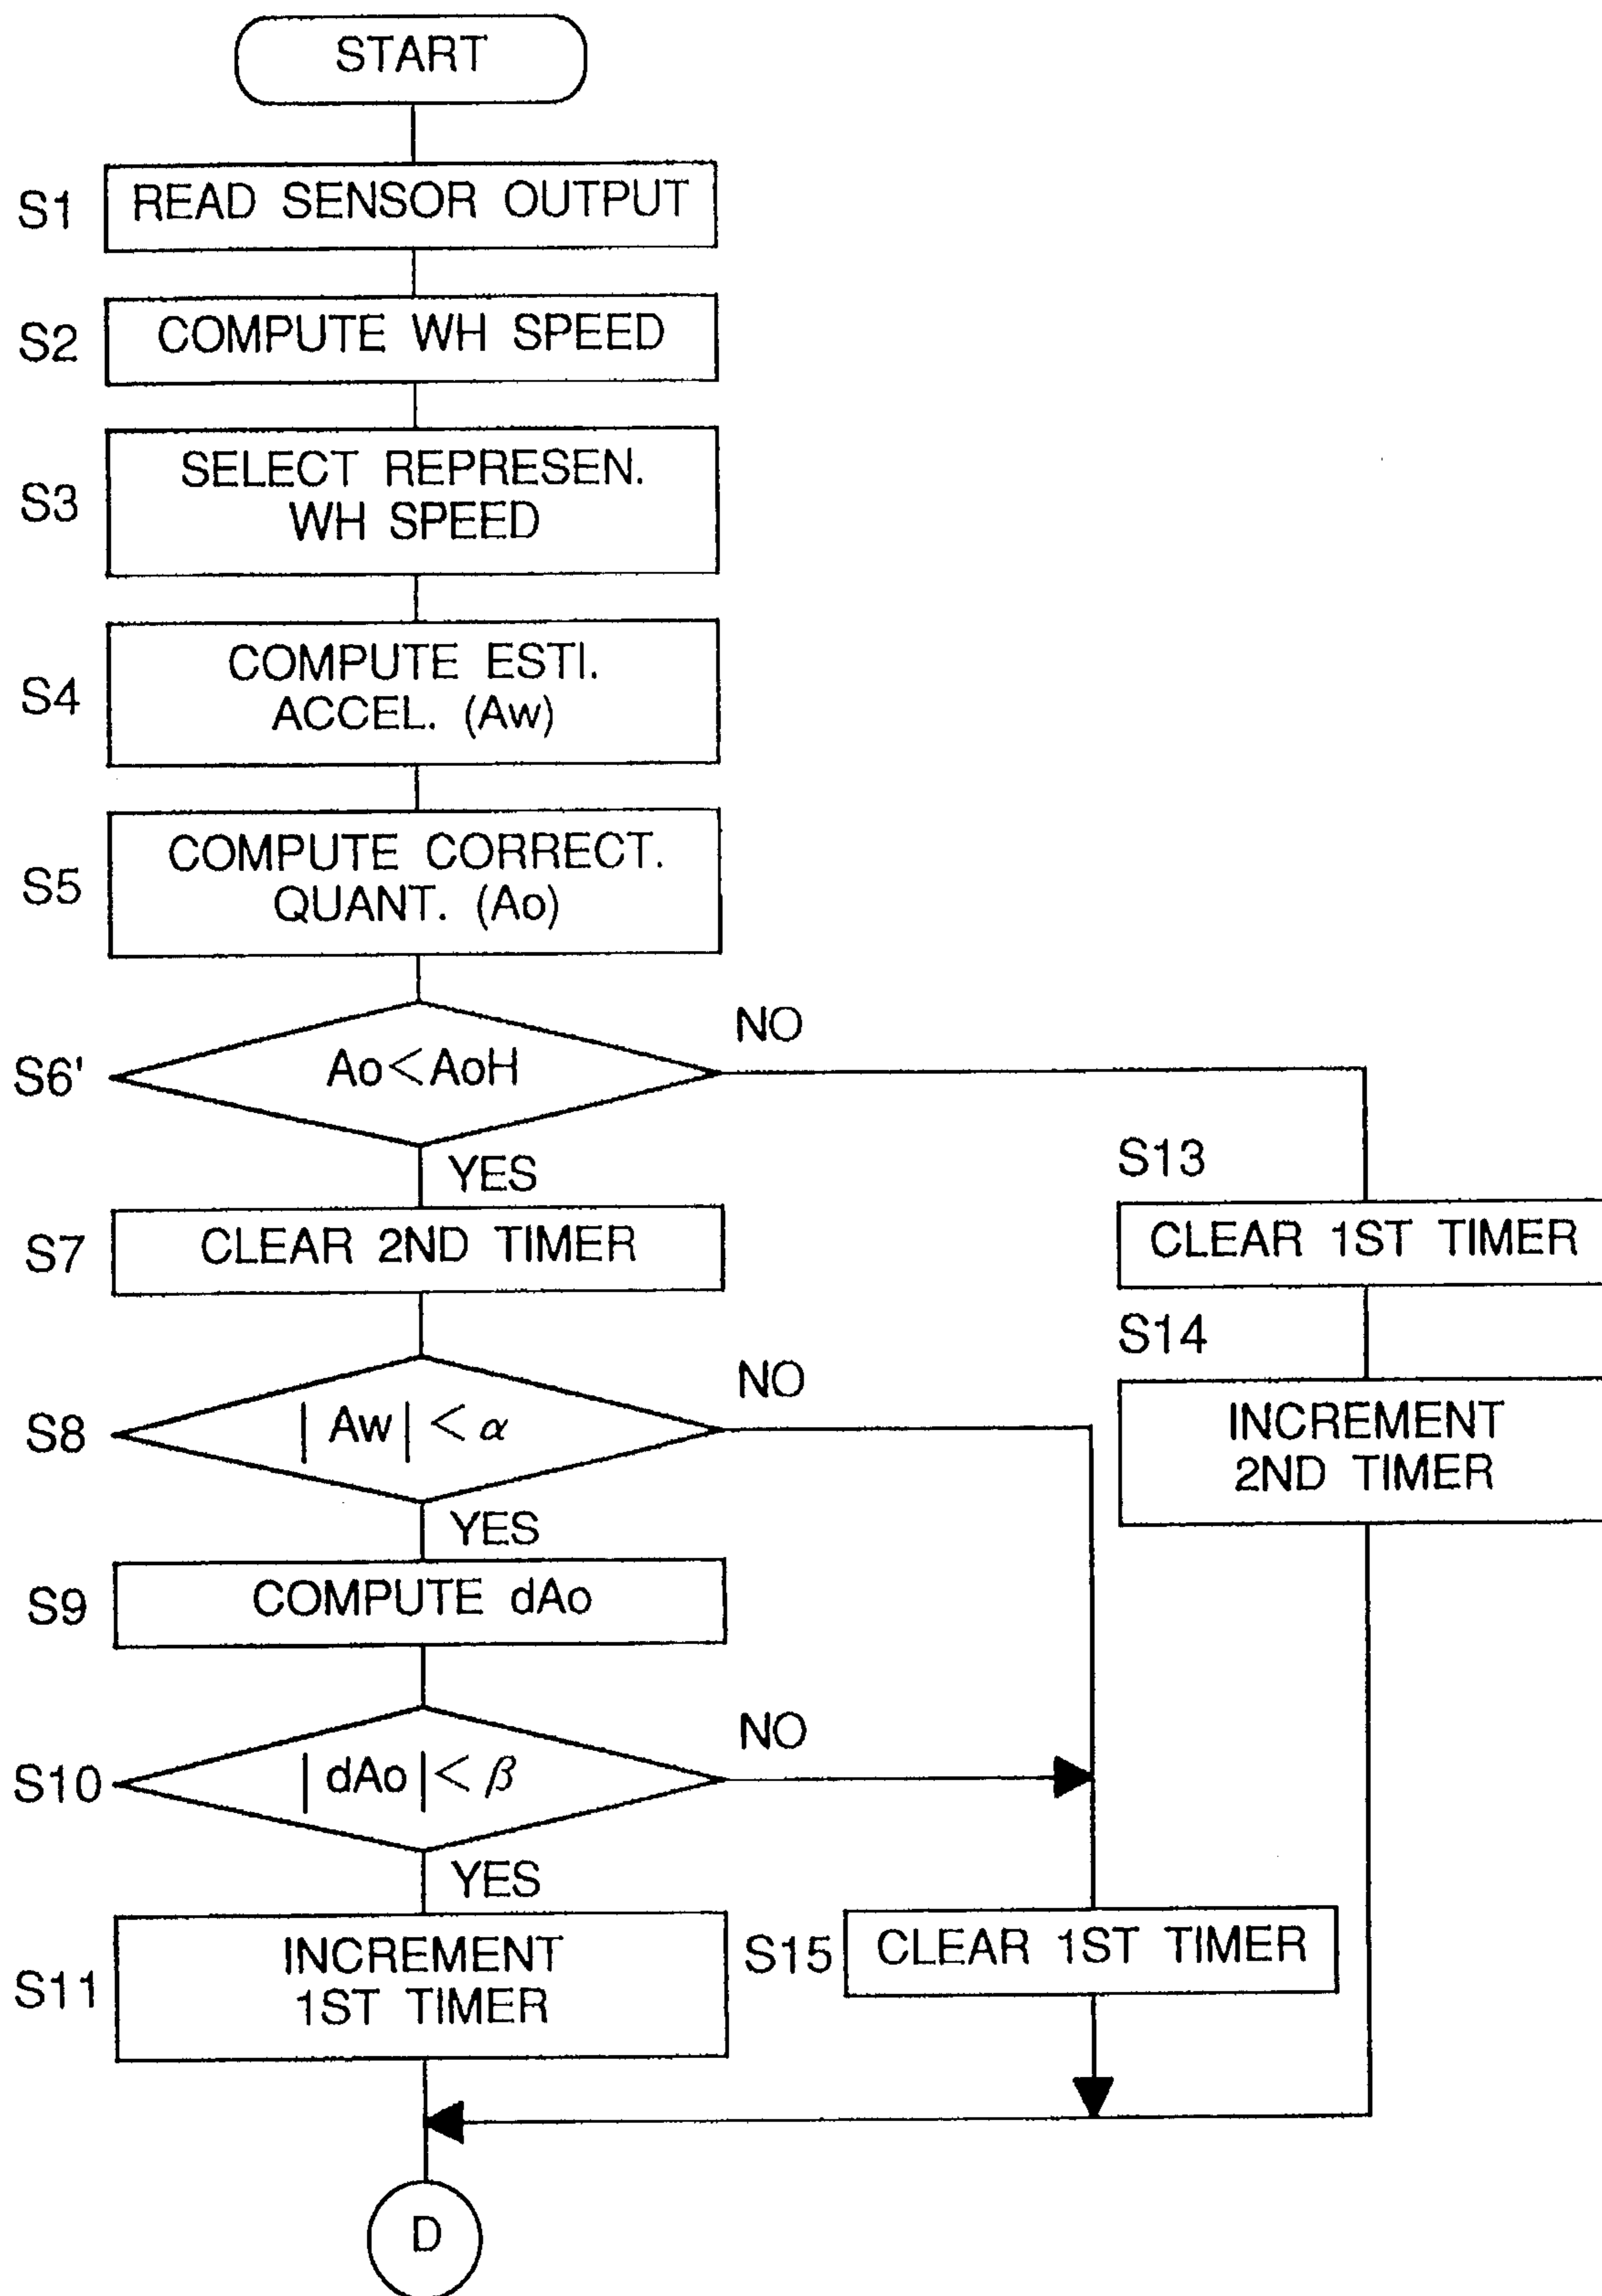 START
S1
READ SENSOR OUTPUT
S2
COMPUTE WH SPEED
S3
SELECT REPRESEN.
WH SPEED
S4
COMPUTE ESTI.
ACCEL. (Aw)
S5
COMPUTE CORRECT.
QUANT. (Ao)
S6'
Ao<AoH
NO
YES
S13
CLEAR 1ST TIMER
S7
CLEAR 2ND TIMER
S14
INCREMENT
2ND TIMER
S8
| Aw | < α
NO
YES
S9
COMPUTE dAo
S10
| dAo | < β
NO
YES
S11
INCREMENT
1ST TIMER
S15
CLEAR 1ST TIMER
D